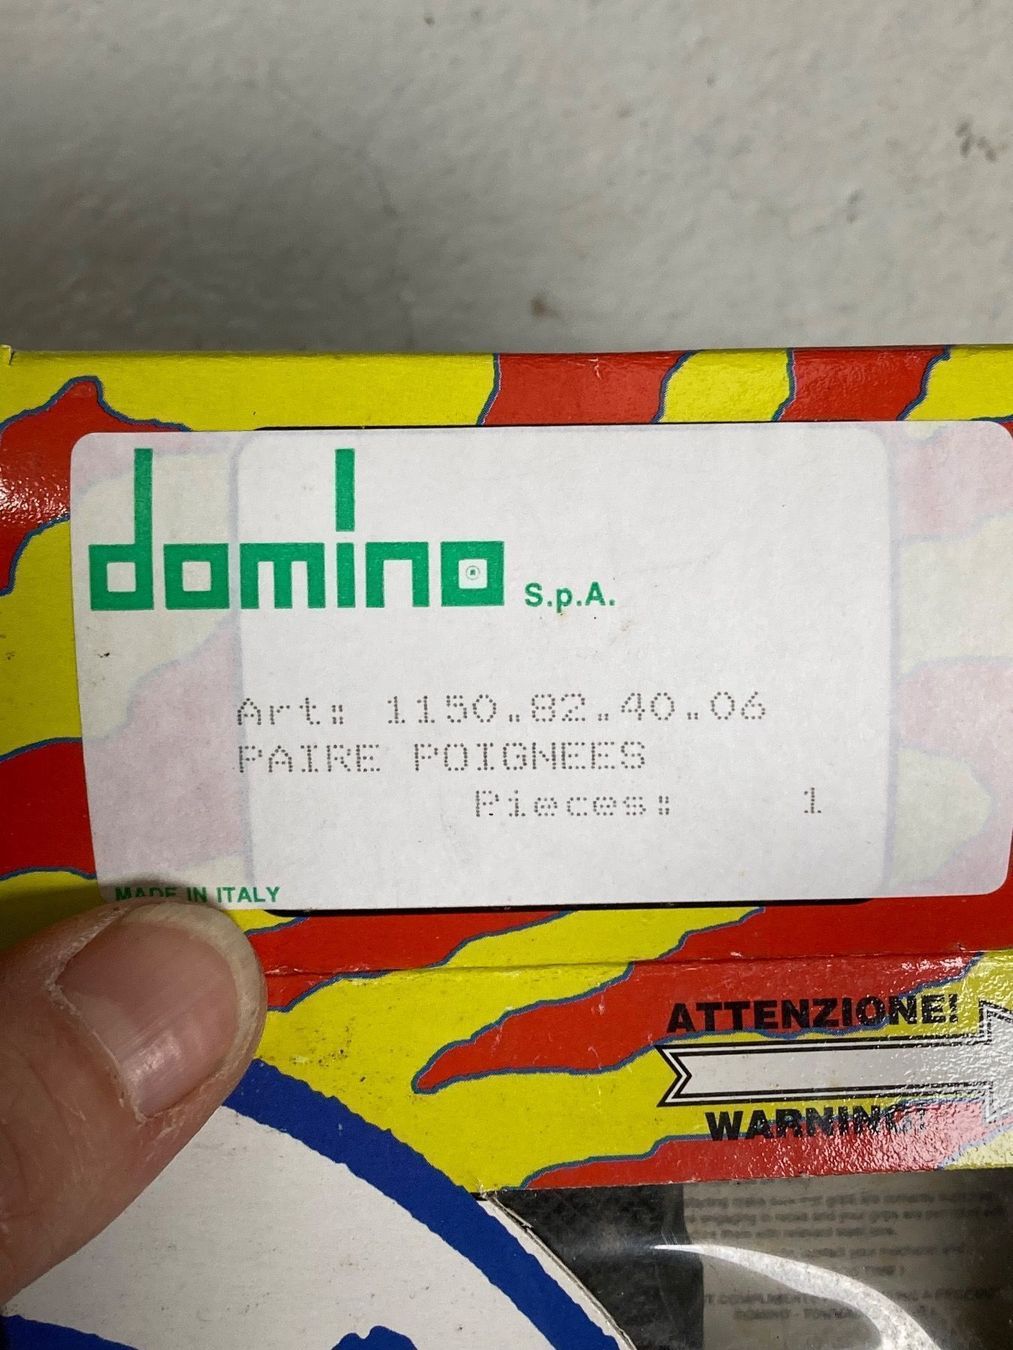 domino® S.p.A.
Art: 1150.82.40.06
PAIRE POIGNEES
Pieces: 1
MADE IN ITALY
ATTENZIONE!
WARNING!